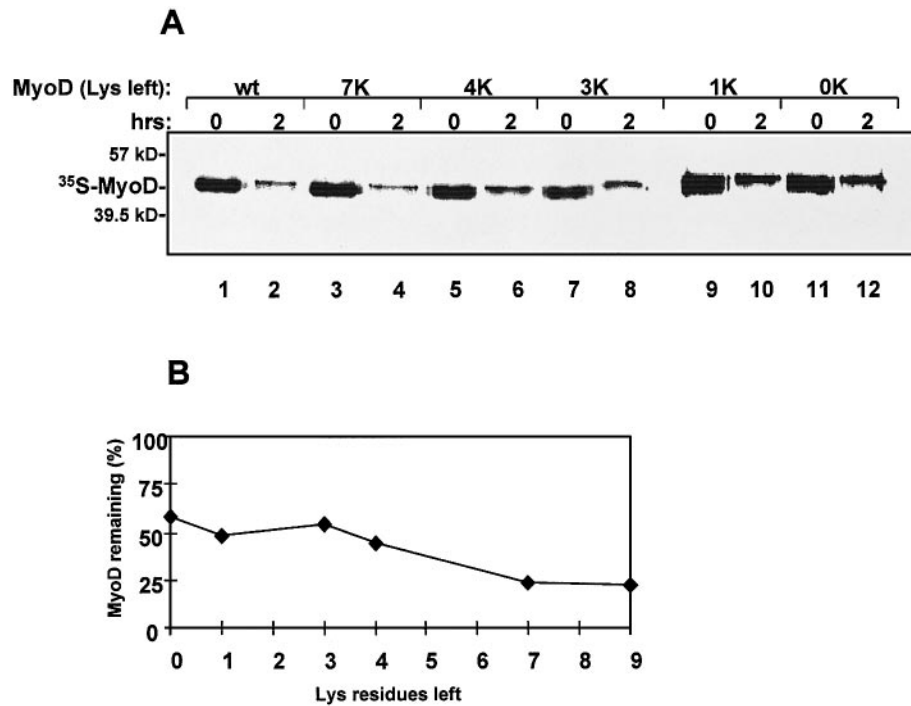 A
MyoD (Lys left): wt 7K 4K 3K 1K 0K
hrs: 0 2 0 2 0 2 0 2 0 2 0 2
57 kD-
³⁵S-MyoD-
39.5 kD-
1 2 3 4 5 6 7 8 9 10 11 12
B
MyoD remaining (%)
100
75
50
25
0
0 1 2 3 4 5 6 7 8 9
Lys residues left